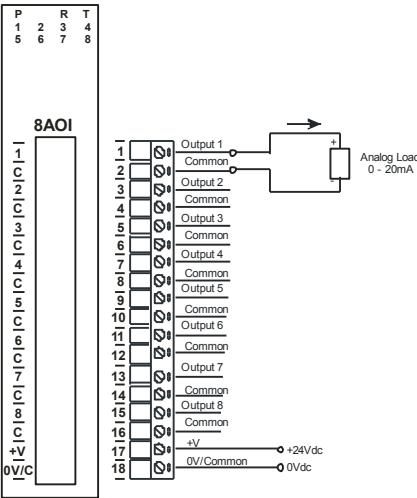 P R T
1 2 3 4
5 6 7 8
8AOI
1
C
2
C
3
C
4
C
5
C
6
C
7
C
8
C
+V
0V/C
1 Output 1
2 Common
3 Output 2
4 Common
5 Output 3
6 Common
7 Output 4
8 Common
9 Output 5
10 Common
11 Output 6
12 Common
13 Output 7
14 Common
15 Output 8
16 Common
17 +V +24Vdc
18 0V/Common 0Vdc
+
Analog Load
0 - 20mA
-